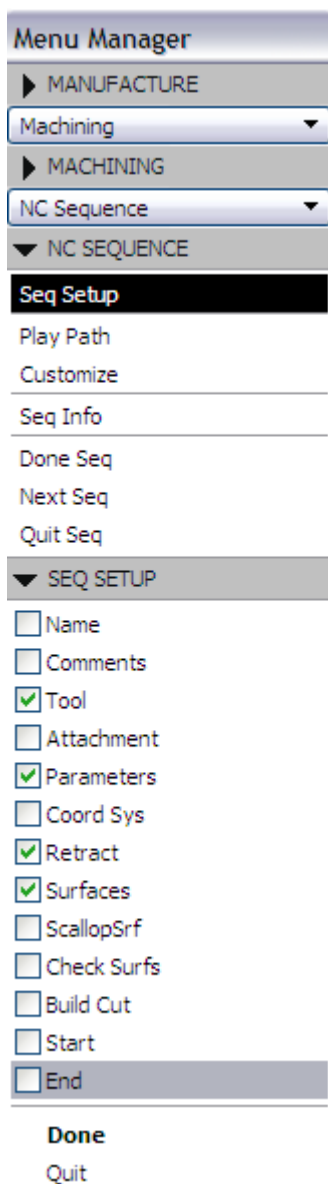 Menu Manager
MANUFACTURE
Machining
MACHINING
NC Sequence
NC SEQUENCE
Seq Setup
Play Path
Customize
Seq Info
Done Seq
Next Seq
Quit Seq
SEQ SETUP
Name
Comments
Tool
Attachment
Parameters
Coord Sys
Retract
Surfaces
ScallopSrf
Check Surfs
Build Cut
Start
End
Done
Quit